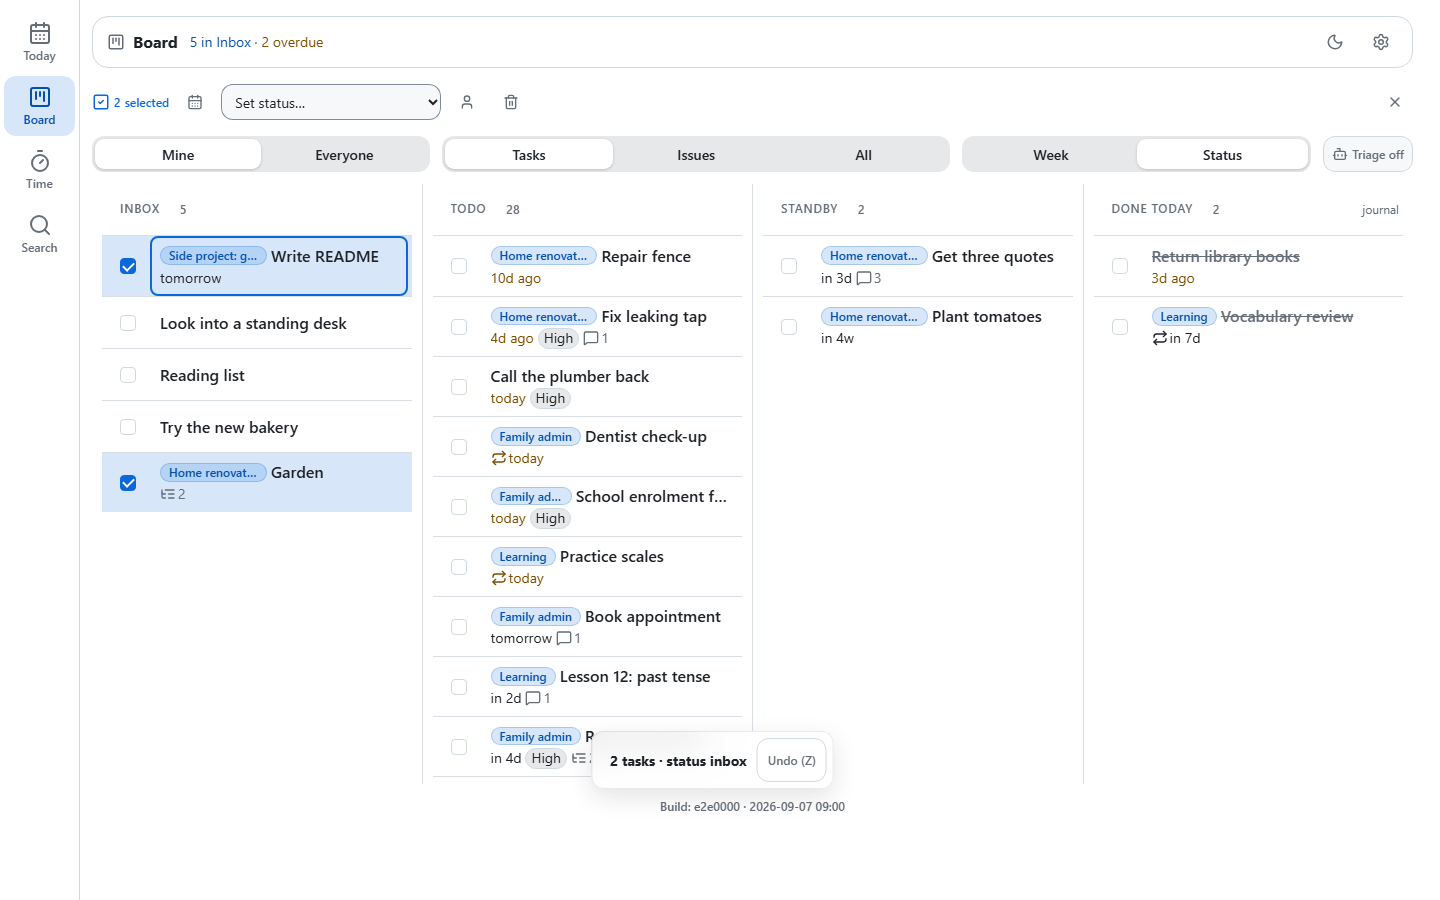 Today
Board
Time
Search
Board 5 in Inbox · 2 overdue
2 selected Set status...
Mine Everyone Tasks Issues All Week Status Triage off
INBOX 5
Side project: g... Write README
tomorrow
Look into a standing desk
Reading list
Try the new bakery
Home renovat... Garden
2
TODO 28
Home renovat... Repair fence
10d ago
Home renovat... Fix leaking tap
4d ago High 1
Call the plumber back
today High
Family admin Dentist check-up
today
Family ad... School enrolment f...
today High
Learning Practice scales
today
Family admin Book appointment
tomorrow 1
Learning Lesson 12: past tense
in 2d 1
Family admin
in 4d High
STANDBY 2
Home renovat... Get three quotes
in 3d 3
Home renovat... Plant tomatoes
in 4w
DONE TODAY 2 journal
Return library books
3d ago
Learning Vocabulary review
in 7d
2 tasks · status inbox Undo (Z)
Build: e2e0000 · 2026-09-07 09:00